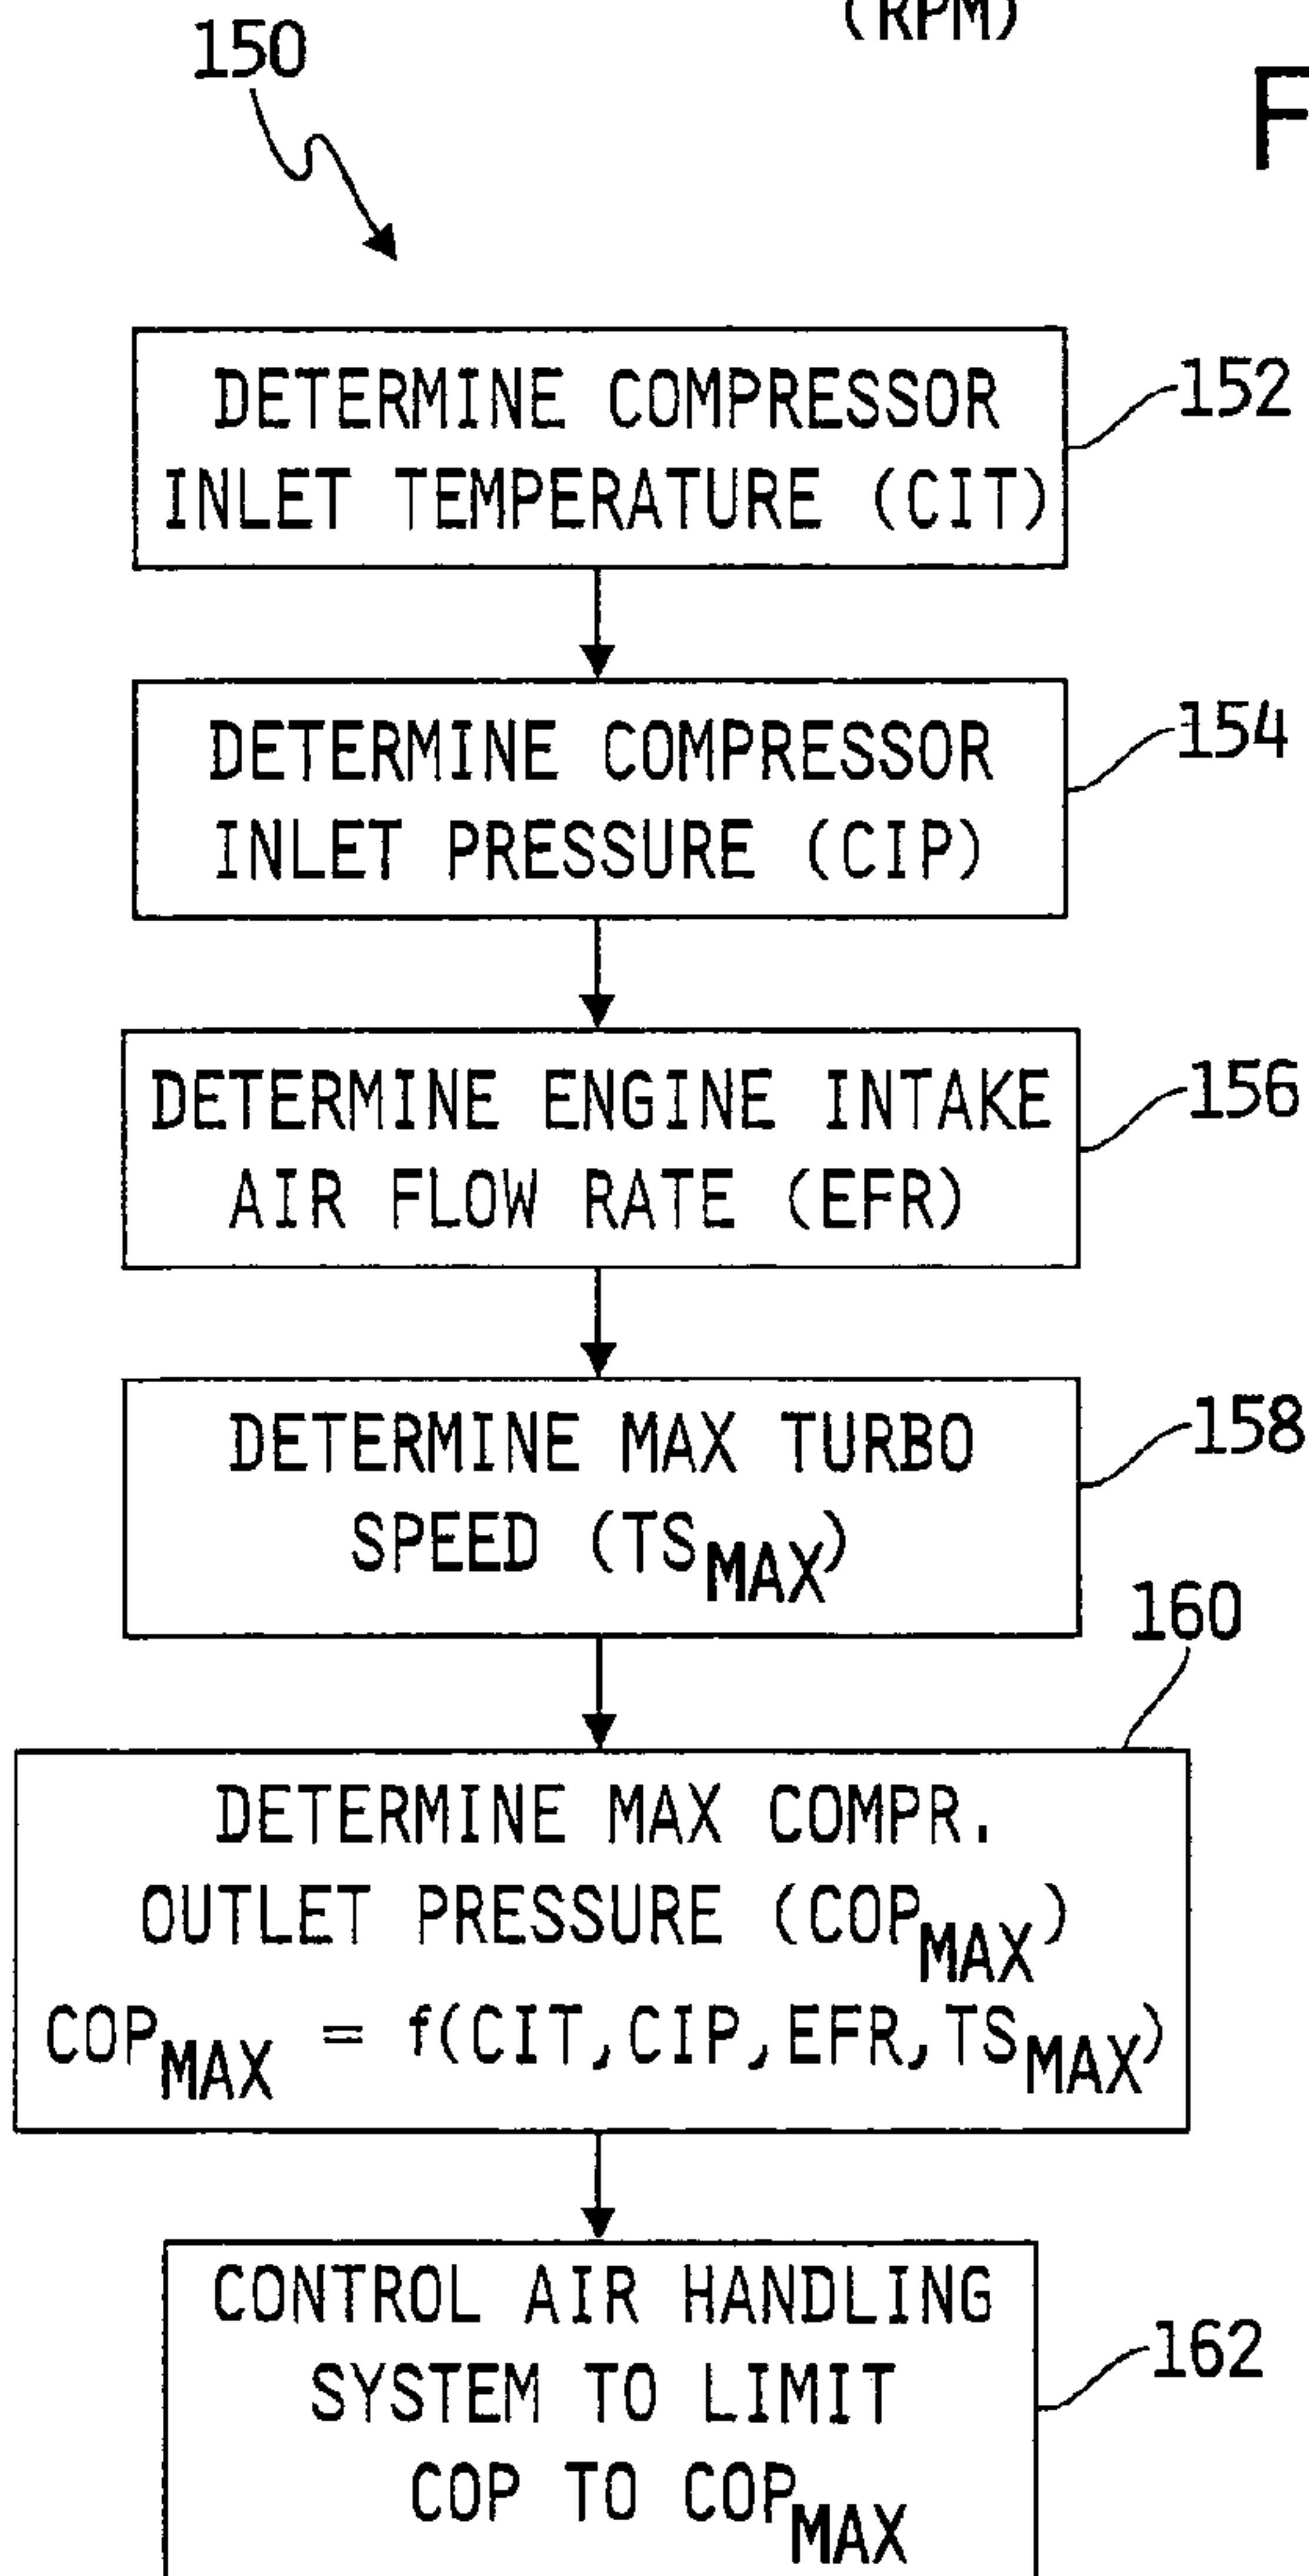 (RPM)
150
F
DETERMINE COMPRESSOR
INLET TEMPERATURE (CIT)
152
DETERMINE COMPRESSOR
INLET PRESSURE (CIP)
154
DETERMINE ENGINE INTAKE
AIR FLOW RATE (EFR)
156
DETERMINE MAX TURBO
SPEED (TSMAX)
158
160
DETERMINE MAX COMPR.
OUTLET PRESSURE (COPMAX)
COPMAX = f(CIT,CIP,EFR,TSMAX)
CONTROL AIR HANDLING
SYSTEM TO LIMIT
COP TO COPMAX
162